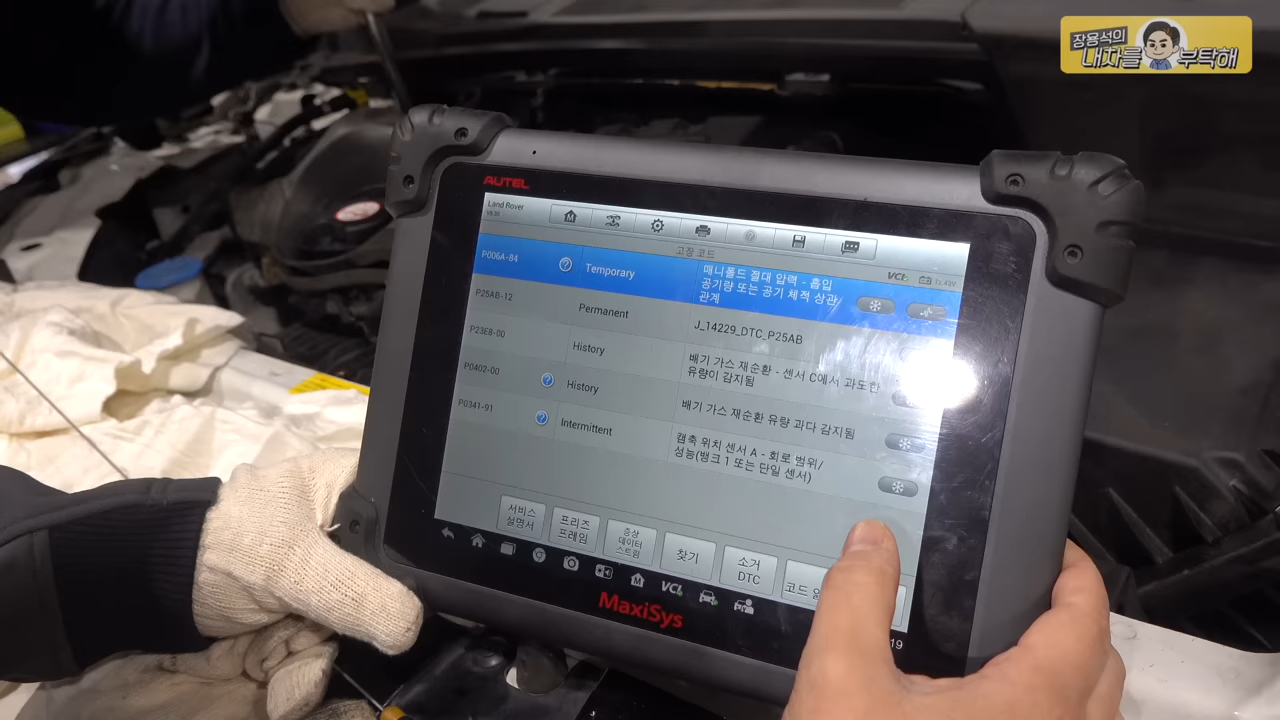 장용석의
내차를 부탁해
AUTEL
Land Rover
고장 코드
VCI
P006A-84
Temporary
매니폴드 절대 압력 - 흡입
공기량 또는 공기 체적 상관
관계
P25AB-12
Permanent
J_14229_DTC_P25AB
P23E8-00
History
배기 가스 재순환 - 센서 C에서 과도한
유량이 감지됨
P0402-00
History
배기 가스 재순환 유량 과다 감지됨
P0341-91
Intermittent
캠축 위치 센서 A - 회로 범위/
성능(뱅크 1 또는 단일 센서)
서비스
설명서
프리즈
프레임
증상
데이터
스트림
찾기
소거
DTC
코드
VCI
MaxiSys
19